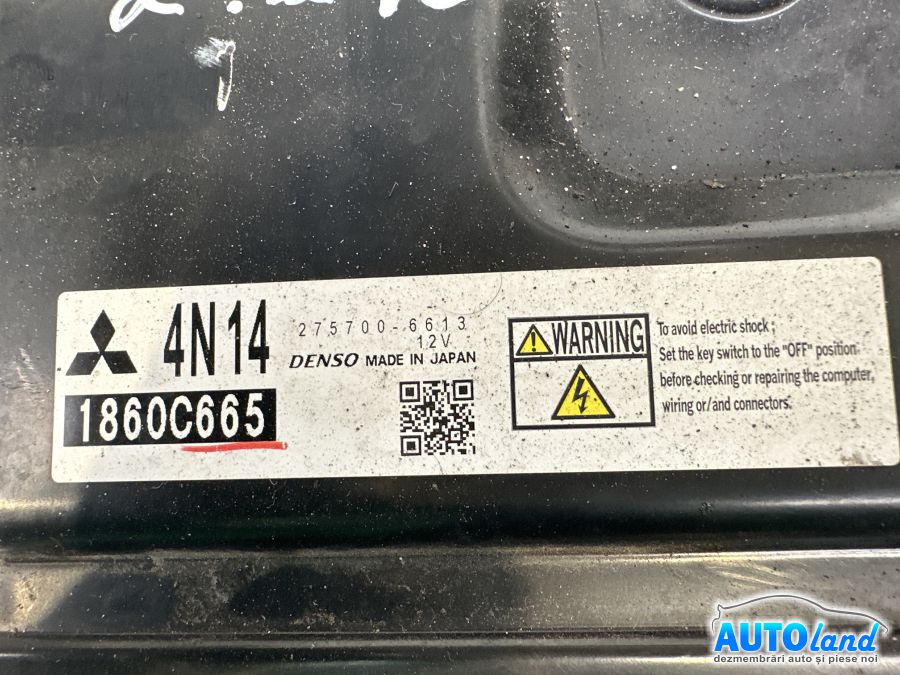 4N14
275700-6613
12V
DENSO MADE IN JAPAN
1860C665
WARNING
To avoid electric shock ;
Set the key switch to the "OFF" position
before checking or repairing the computer,
wiring or/and connectors.
AUTOland
dezmembrări auto și piese noi